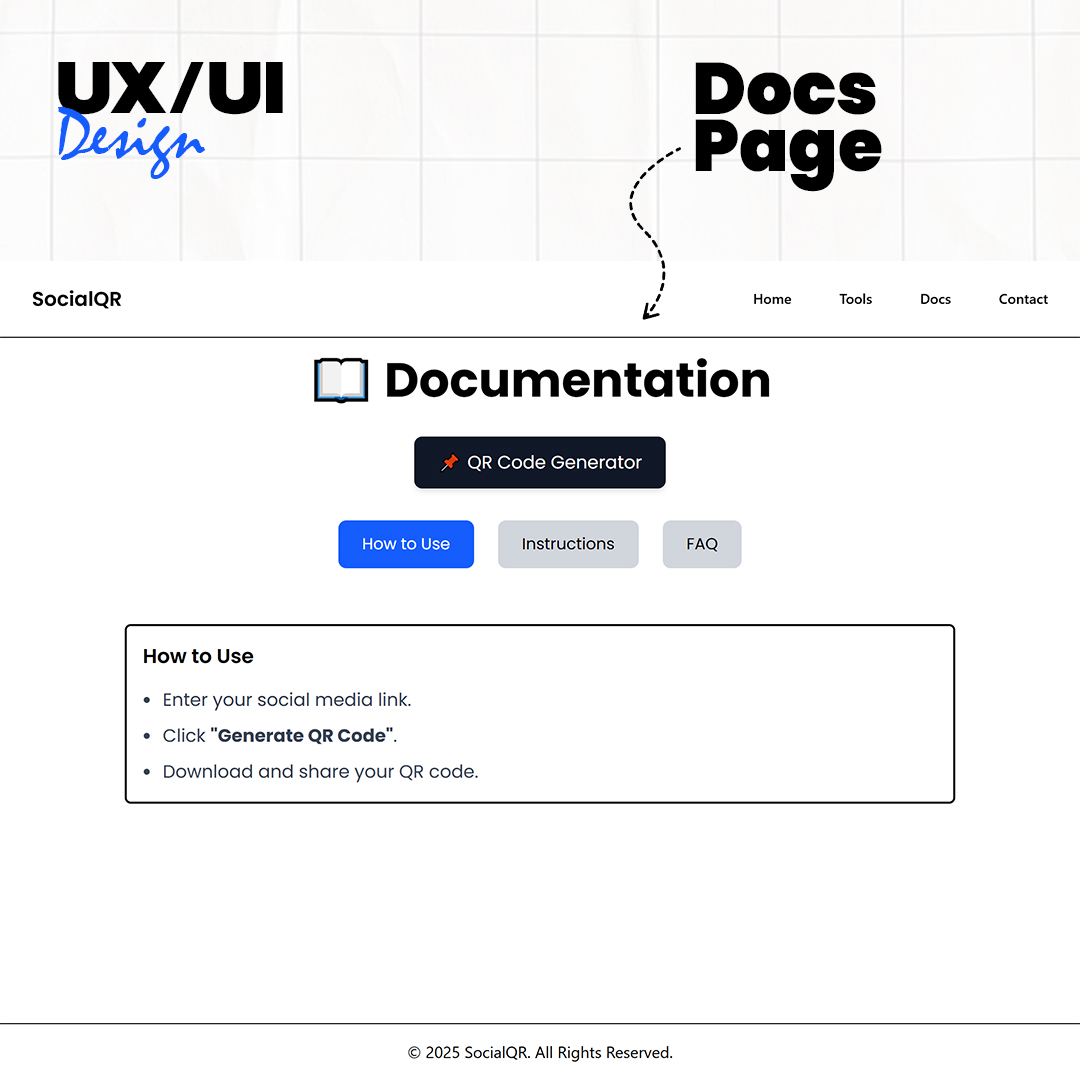 UX/UI
Design
Docs
Page
SocialQR
Home Tools Docs Contact
Documentation
QR Code Generator
How to Use Instructions FAQ
How to Use
• Enter your social media link.
• Click "Generate QR Code".
• Download and share your QR code.
© 2025 SocialQR. All Rights Reserved.